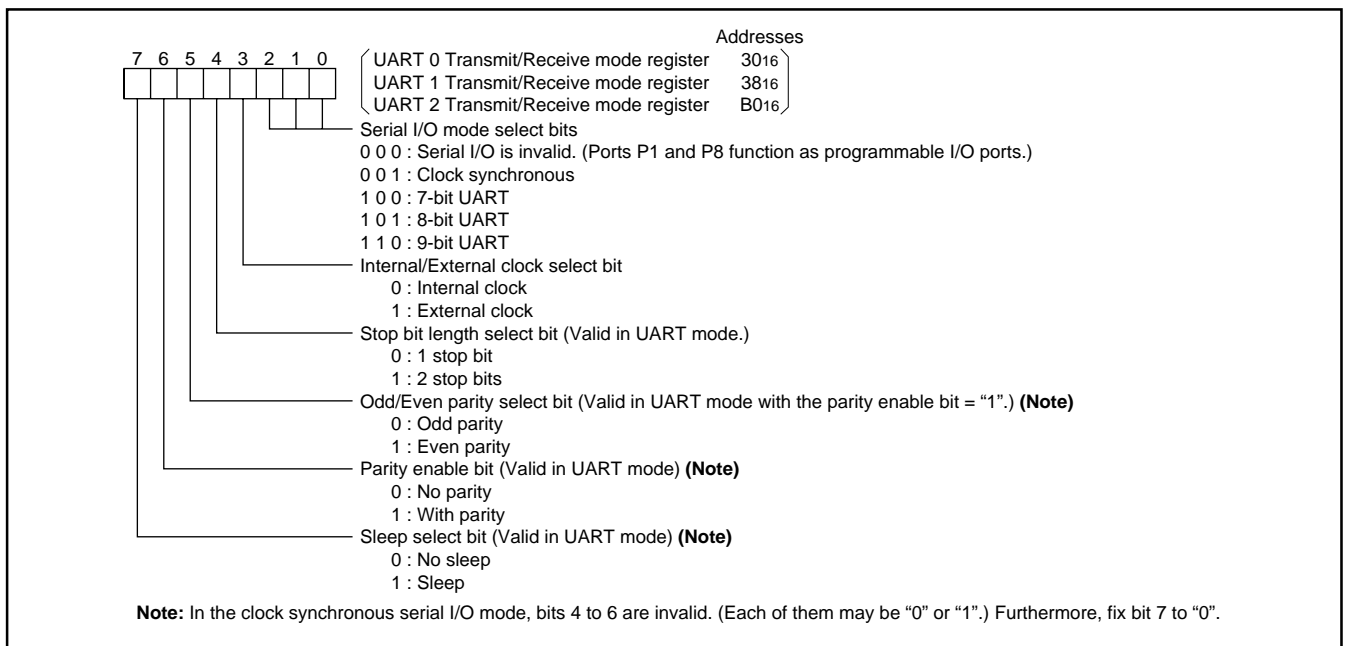 Addresses
7 6 5 4 3 2 1 0
UART 0 Transmit/Receive mode register 3016
UART 1 Transmit/Receive mode register 3816
UART 2 Transmit/Receive mode register B016
Serial I/O mode select bits
0 0 0 : Serial I/O is invalid. (Ports P1 and P8 function as programmable I/O ports.)
0 0 1 : Clock synchronous
1 0 0 : 7-bit UART
1 0 1 : 8-bit UART
1 1 0 : 9-bit UART
Internal/External clock select bit
0 : Internal clock
1 : External clock
Stop bit length select bit (Valid in UART mode.)
0 : 1 stop bit
1 : 2 stop bits
Odd/Even parity select bit (Valid in UART mode with the parity enable bit = “1”.) (Note)
0 : Odd parity
1 : Even parity
Parity enable bit (Valid in UART mode) (Note)
0 : No parity
1 : With parity
Sleep select bit (Valid in UART mode) (Note)
0 : No sleep
1 : Sleep
Note: In the clock synchronous serial I/O mode, bits 4 to 6 are invalid. (Each of them may be “0” or “1”.) Furthermore, fix bit 7 to “0”.